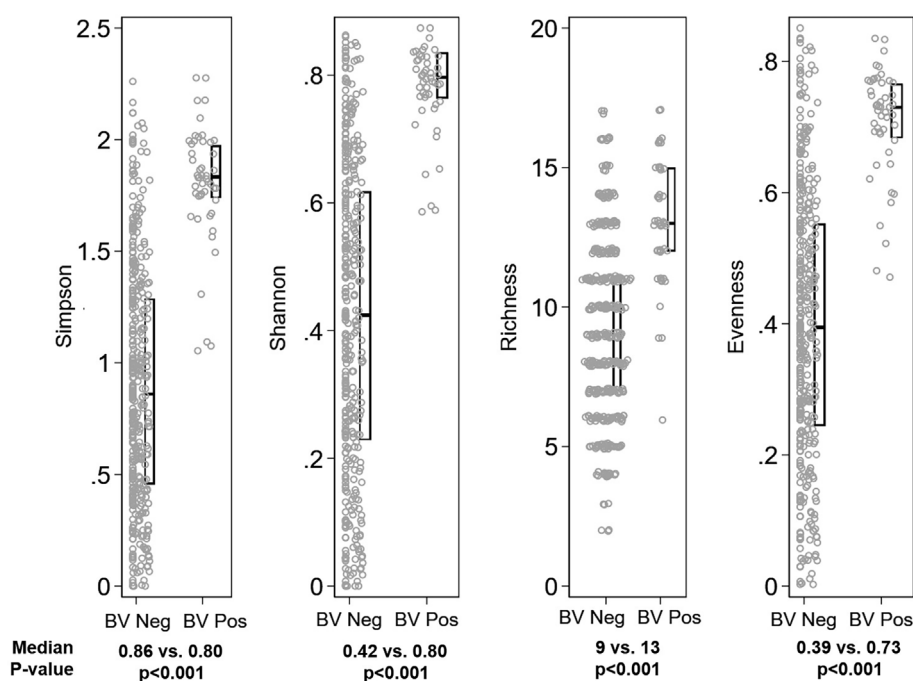 Simpson
2.5
2
1.5
1
.5
0
BV Neg BV Pos
Shannon
.8
.6
.4
.2
0
BV Neg BV Pos
Richness
20
15
10
5
0
BV Neg BV Pos
Evenness
.8
.6
.4
.2
0
BV Neg BV Pos
Median 0.86 vs. 0.80 0.42 vs. 0.80 9 vs. 13 0.39 vs. 0.73
P-value p<0.001 p<0.001 p<0.001 p<0.001